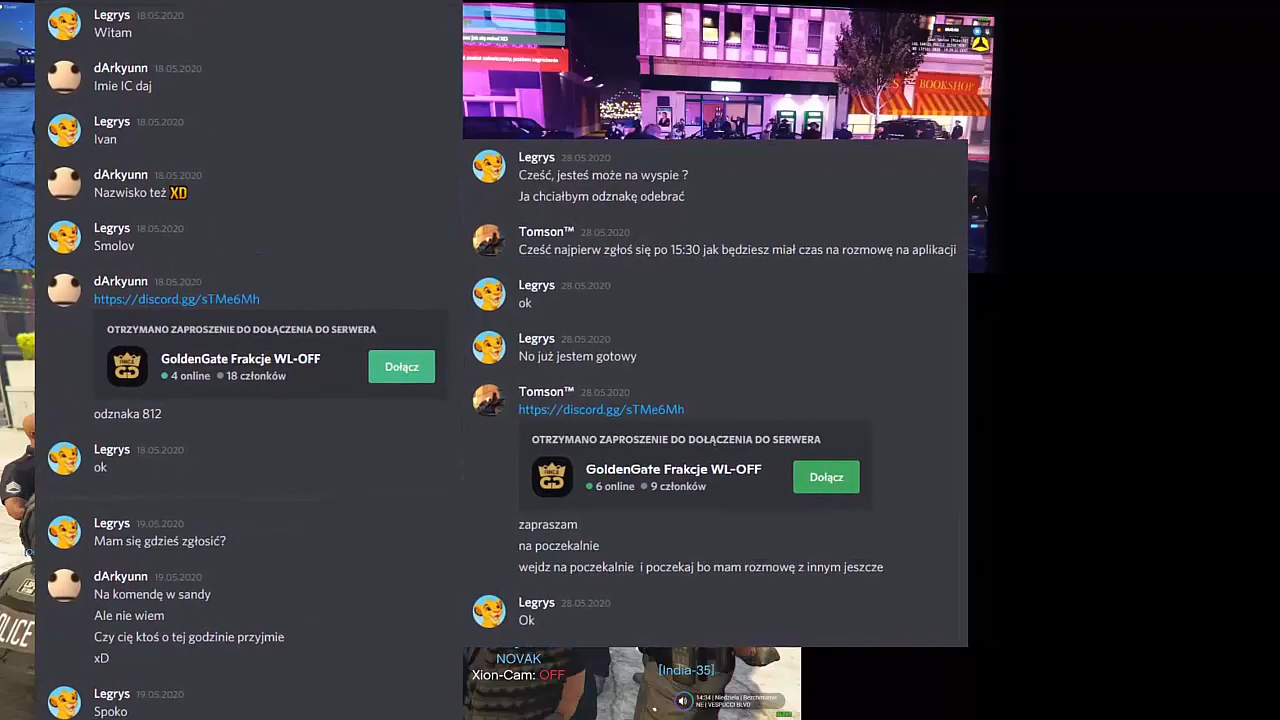 Legrys 18.05.2020
Witam
dArkyunn 18.05.2020
Imie IC daj
Legrys 18.05.2020
Ivan
dArkyunn 18.05.2020
Nazwisko też XD
Legrys 18.05.2020
Smolov
dArkyunn 18.05.2020
https://discord.gg/sTMe6Mh
OTRZYMANO ZAPROSZENIE DO DOŁĄCZENIA DO SERWERA
GoldenGate Frakcje WL-OFF
4 online 18 członków
Dołącz
odznaka 812
Legrys 18.05.2020
ok
Legrys 19.05.2020
Mam się gdzieś zgłosić?
dArkyunn 19.05.2020
Na komendę w sandy
Ale nie wiem
Czy cię ktoś o tej godzinie przyjmie
xD
Legrys 19.05.2020
Spoko
BOOKSHOP
Legrys 28.05.2020
Cześć, jesteś może na wyspie ?
Ja chciałbym odznakę odebrać
Tomson™ 28.05.2020
Cześć najpierw zgłoś się po 15:30 jak będziesz miał czas na rozmowę na aplikacji
Legrys 28.05.2020
ok
Legrys 28.05.2020
No już jestem gotowy
Tomson™ 28.05.2020
https://discord.gg/sTMe6Mh
OTRZYMANO ZAPROSZENIE DO DOŁĄCZENIA DO SERWERA
GoldenGate Frakcje WL-OFF
6 online 9 członków
Dołącz
zapraszam
na poczekalnie
wejdz na poczekalnie i poczekaj bo mam rozmowę z innym jeszcze
Legrys 28.05.2020
Ok
NOVAK
Xion-Cam: OFF
[India-35]
14:34 | Niedziela | Bezchmurnie
NE | VESPUCCI BLVD